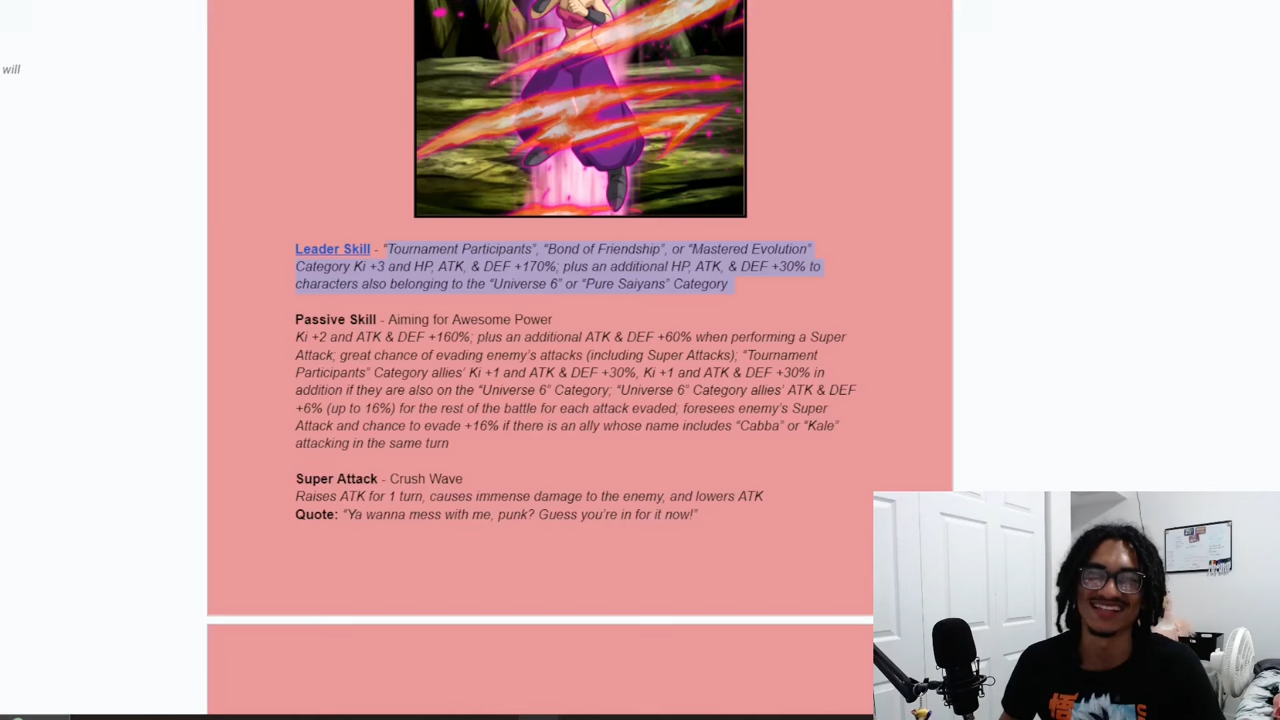 will
Leader Skill - “Tournament Participants”, “Bond of Friendship”, or “Mastered Evolution”
Category Ki +3 and HP, ATK, & DEF +170%; plus an additional HP, ATK, & DEF +30% to
characters also belonging to the “Universe 6” or “Pure Saiyans” Category
Passive Skill - Aiming for Awesome Power
Ki +2 and ATK & DEF +160%; plus an additional ATK & DEF +60% when performing a Super
Attack; great chance of evading enemy’s attacks (including Super Attacks); “Tournament
Participants” Category allies’ Ki +1 and ATK & DEF +30%, Ki +1 and ATK & DEF +30% in
addition if they are also on the “Universe 6” Category; “Universe 6” Category allies’ ATK & DEF
+6% (up to 16%) for the rest of the battle for each attack evaded; foresees enemy’s Super
Attack and chance to evade +16% if there is an ally whose name includes “Cabba” or “Kale”
attacking in the same turn
Super Attack - Crush Wave
Raises ATK for 1 turn, causes immense damage to the enemy, and lowers ATK
Quote: “Ya wanna mess with me, punk? Guess you’re in for it now!”